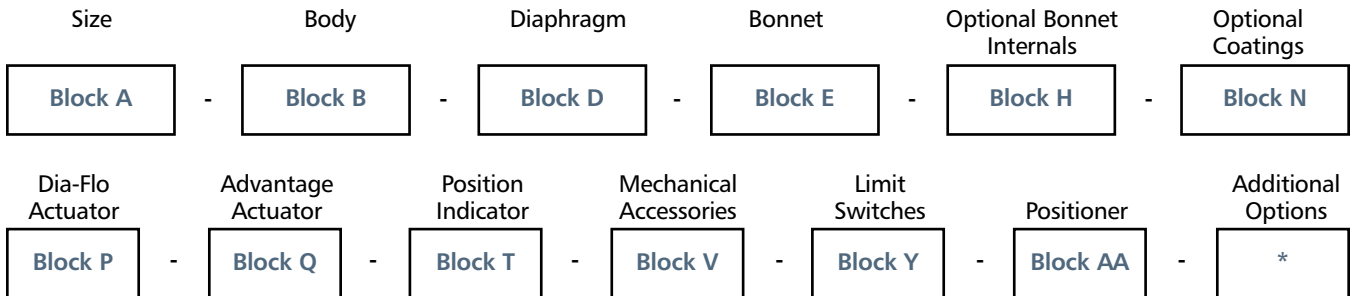 Size Body Diaphragm Bonnet Optional Bonnet Optional
Internals Coatings
Block A - Block B - Block D - Block E - Block H - Block N
Dia-Flo Advantage Position Mechanical Limit Additional
Actuator Actuator Indicator Accessories Switches Positioner Options
Block P - Block Q - Block T - Block V - Block Y - Block AA - *